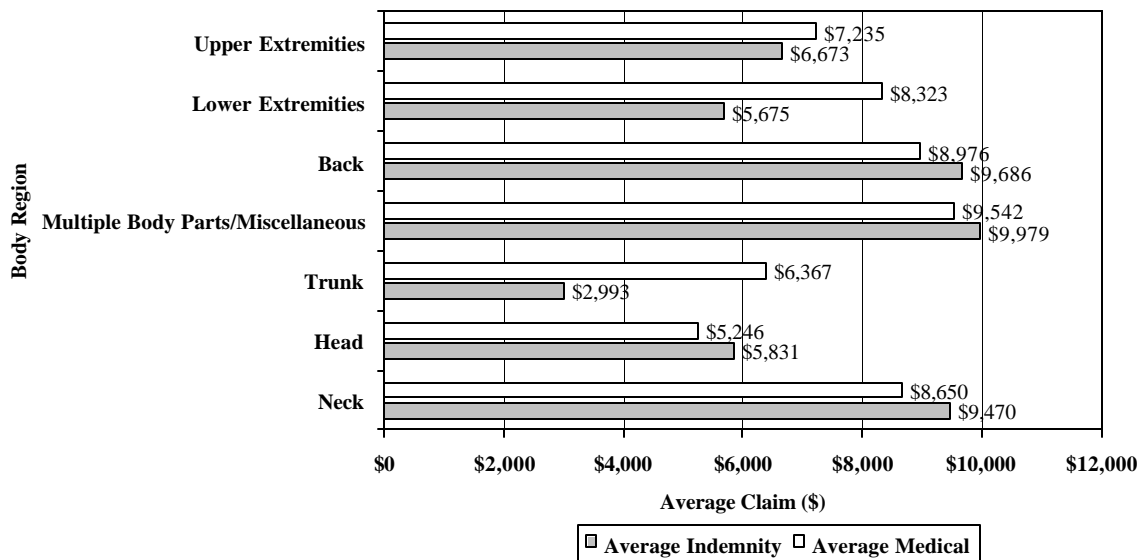 Upper Extremities
$7,235
$6,673
Lower Extremities
$8,323
$5,675
Back
$8,976
$9,686
Multiple Body Parts/Miscellaneous
$9,542
$9,979
Trunk
$6,367
$2,993
Head
$5,246
$5,831
Neck
$8,650
$9,470
Body Region
$0 $2,000 $4,000 $6,000 $8,000 $10,000 $12,000
Average Claim ($)
Average Indemnity Average Medical